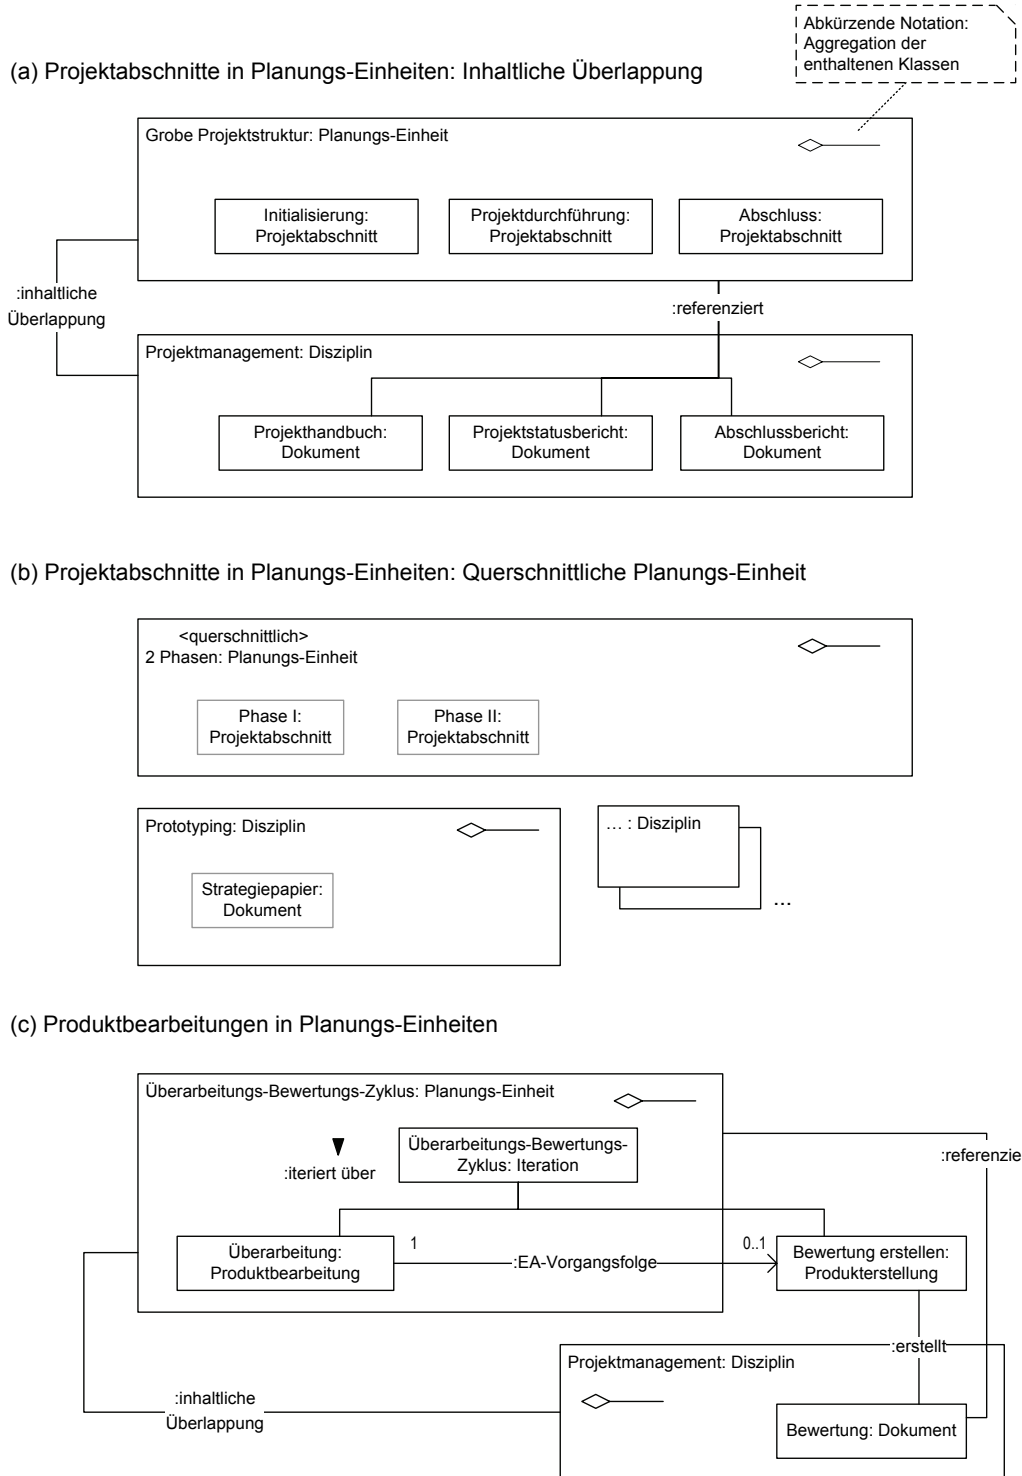 Abkürzende Notation:
Aggregation der
enthaltenen Klassen
(a) Projektabschnitte in Planungs-Einheiten: Inhaltliche Überlappung
Grobe Projektstruktur: Planungs-Einheit
Initialisierung:
Projektabschnitt
Projektdurchführung:
Projektabschnitt
Abschluss:
Projektabschnitt
:inhaltliche
Überlappung
:referenziert
Projektmanagement: Disziplin
Projekthandbuch:
Dokument
Projektstatusbericht:
Dokument
Abschlussbericht:
Dokument
(b) Projektabschnitte in Planungs-Einheiten: Querschnittliche Planungs-Einheit
<querschnittlich>
2 Phasen: Planungs-Einheit
Phase I:
Projektabschnitt
Phase II:
Projektabschnitt
Prototyping: Disziplin
Strategiepapier:
Dokument
... : Disziplin
...
(c) Produktbearbeitungen in Planungs-Einheiten
Überarbeitungs-Bewertungs-Zyklus: Planungs-Einheit
Überarbeitungs-Bewertungs-
Zyklus: Iteration
:iteriert über
:referenzie
Überarbeitung:
Produktbearbeitung
1
:EA-Vorgangsfolge
0..1
Bewertung erstellen:
Produkterstellung
:erstellt
Projektmanagement: Disziplin
:inhaltliche
Überlappung
Bewertung: Dokument